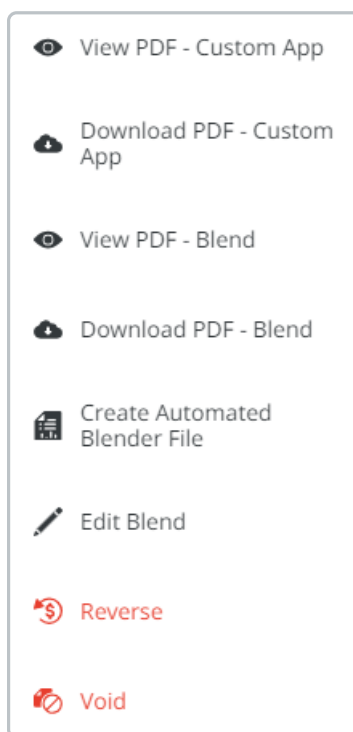 View PDF - Custom App
Download PDF - Custom
App
View PDF - Blend
Download PDF - Blend
Create Automated
Blender File
Edit Blend
Reverse
Void